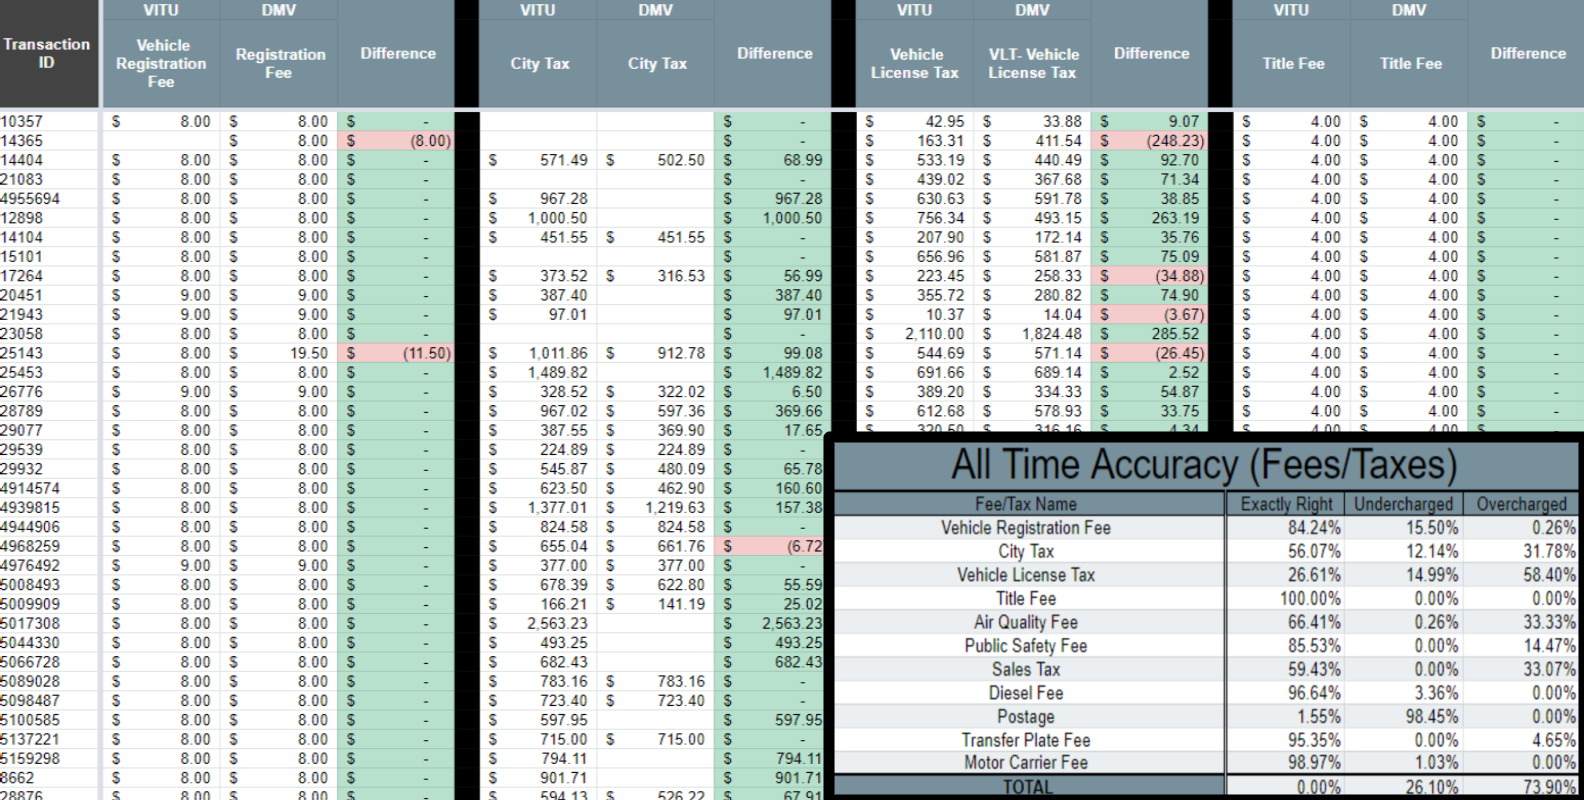 VITU DMV VITU DMV VITU DMV VITU DMV
Transaction ID Vehicle Registration Fee Registration Fee Difference City Tax City Tax Difference Vehicle License Tax VLT- Vehicle License Tax Difference Title Fee Title Fee Difference
10357 $ 8.00 $ 8.00 $ - $ - $ 42.95 $ 33.88 $ 9.07 $ 4.00 $ 4.00 $ -
14365 $ 8.00 $ (8.00) $ - $ 163.31 $ 411.54 $ (248.23) $ 4.00 $ 4.00 $ -
14404 $ 8.00 $ 8.00 $ - $ 571.49 $ 502.50 $ 68.99 $ 533.19 $ 440.49 $ 92.70 $ 4.00 $ 4.00 $ -
21083 $ 8.00 $ 8.00 $ - $ - $ 439.02 $ 367.68 $ 71.34 $ 4.00 $ 4.00 $ -
4955694 $ 8.00 $ 8.00 $ - $ 967.28 $ 967.28 $ 630.63 $ 591.78 $ 38.85 $ 4.00 $ 4.00 $ -
12898 $ 8.00 $ 8.00 $ - $ 1,000.50 $ 1,000.50 $ 756.34 $ 493.15 $ 263.19 $ 4.00 $ 4.00 $ -
14104 $ 8.00 $ 8.00 $ - $ 451.55 $ 451.55 $ - $ 207.90 $ 172.14 $ 35.76 $ 4.00 $ 4.00 $ -
15101 $ 8.00 $ 8.00 $ - $ - $ 656.96 $ 581.87 $ 75.09 $ 4.00 $ 4.00 $ -
17264 $ 8.00 $ 8.00 $ - $ 373.52 $ 316.53 $ 56.99 $ 223.45 $ 258.33 $ (34.88) $ 4.00 $ 4.00 $ -
20451 $ 9.00 $ 9.00 $ - $ 387.40 $ 387.40 $ 355.72 $ 280.82 $ 74.90 $ 4.00 $ 4.00 $ -
21943 $ 9.00 $ 9.00 $ - $ 97.01 $ 97.01 $ 10.37 $ 14.04 $ (3.67) $ 4.00 $ 4.00 $ -
23058 $ 8.00 $ 8.00 $ - $ - $ 2,110.00 $ 1,824.48 $ 285.52 $ 4.00 $ 4.00 $ -
25143 $ 8.00 $ 19.50 $ (11.50) $ 1,011.86 $ 912.78 $ 99.08 $ 544.69 $ 571.14 $ (26.45) $ 4.00 $ 4.00 $ -
25453 $ 8.00 $ 8.00 $ - $ 1,489.82 $ 1,489.82 $ 691.66 $ 689.14 $ 2.52 $ 4.00 $ 4.00 $ -
26776 $ 9.00 $ 9.00 $ - $ 328.52 $ 322.02 $ 6.50 $ 389.20 $ 334.33 $ 54.87 $ 4.00 $ 4.00 $ -
28789 $ 8.00 $ 8.00 $ - $ 967.02 $ 597.36 $ 369.66 $ 612.68 $ 578.93 $ 33.75 $ 4.00 $ 4.00 $ -
29077 $ 8.00 $ 8.00 $ - $ 387.55 $ 369.90 $ 17.65 $ 320.50 $ 316.16 $ 4.34 $ 4.00 $ 4.00 $ -
29539 $ 8.00 $ 8.00 $ - $ 224.89 $ 224.89 $ -
29932 $ 8.00 $ 8.00 $ - $ 545.87 $ 480.09 $ 65.78
4914574 $ 8.00 $ 8.00 $ - $ 623.50 $ 462.90 $ 160.60
4939815 $ 8.00 $ 8.00 $ - $ 1,377.01 $ 1,219.63 $ 157.38
4944906 $ 8.00 $ 8.00 $ - $ 824.58 $ 824.58 $ -
4968259 $ 8.00 $ 8.00 $ - $ 655.04 $ 661.76 $ (6.72
4976492 $ 9.00 $ 9.00 $ - $ 377.00 $ 377.00 $ -
5008493 $ 8.00 $ 8.00 $ - $ 678.39 $ 622.80 $ 55.59
5009909 $ 8.00 $ 8.00 $ - $ 166.21 $ 141.19 $ 25.02
5017308 $ 8.00 $ 8.00 $ - $ 2,563.23 $ 2,563.23
5044330 $ 8.00 $ 8.00 $ - $ 493.25 $ 493.25
5066728 $ 8.00 $ 8.00 $ - $ 682.43 $ 682.43
5089028 $ 8.00 $ 8.00 $ - $ 783.16 $ 783.16 $ -
5098487 $ 8.00 $ 8.00 $ - $ 723.40 $ 723.40 $ -
5100585 $ 8.00 $ 8.00 $ - $ 597.95 $ 597.95
5137221 $ 8.00 $ 8.00 $ - $ 715.00 $ 715.00 $ -
5159298 $ 8.00 $ 8.00 $ - $ 794.11 $ 794.11
8662 $ 8.00 $ 8.00 $ - $ 901.71 $ 901.71
28876 $ 8.00 $ 8.00 $ - $ 594.13 $ 526.22 $ 67.91
All Time Accuracy (Fees/Taxes)
Fee/Tax Name Exactly Right Undercharged Overcharged
Vehicle Registration Fee 84.24% 15.50% 0.26%
City Tax 56.07% 12.14% 31.78%
Vehicle License Tax 26.61% 14.99% 58.40%
Title Fee 100.00% 0.00% 0.00%
Air Quality Fee 66.41% 0.26% 33.33%
Public Safety Fee 85.53% 0.00% 14.47%
Sales Tax 59.43% 0.00% 33.07%
Diesel Fee 96.64% 3.36% 0.00%
Postage 1.55% 98.45% 0.00%
Transfer Plate Fee 95.35% 0.00% 4.65%
Motor Carrier Fee 98.97% 1.03% 0.00%
TOTAL 0.00% 26.10% 73.90%